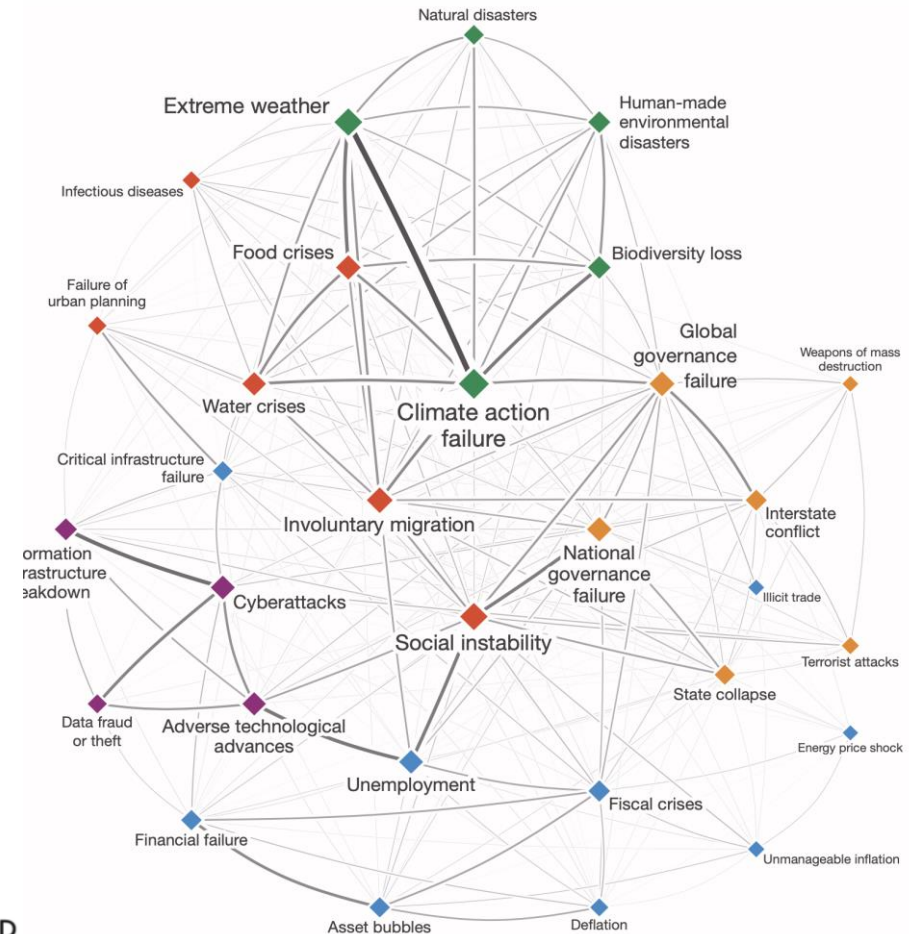 Natural disasters
Extreme weather
Human-made
environmental
disasters
Infectious diseases
Food crises
Biodiversity loss
Failure of
urban planning
Global
governance
failure
Weapons of mass
destruction
Water crises
Climate action
failure
Critical infrastructure
failure
Involuntary migration
Interstate
conflict
National
governance
failure
ormation
rastructure
eakdown
Cyberattacks
Illicit trade
Social instability
Terrorist attacks
State collapse
Data fraud
or theft
Adverse technological
advances
Energy price shock
Unemployment
Fiscal crises
Financial failure
Unmanageable inflation
Asset bubbles
Deflation
D